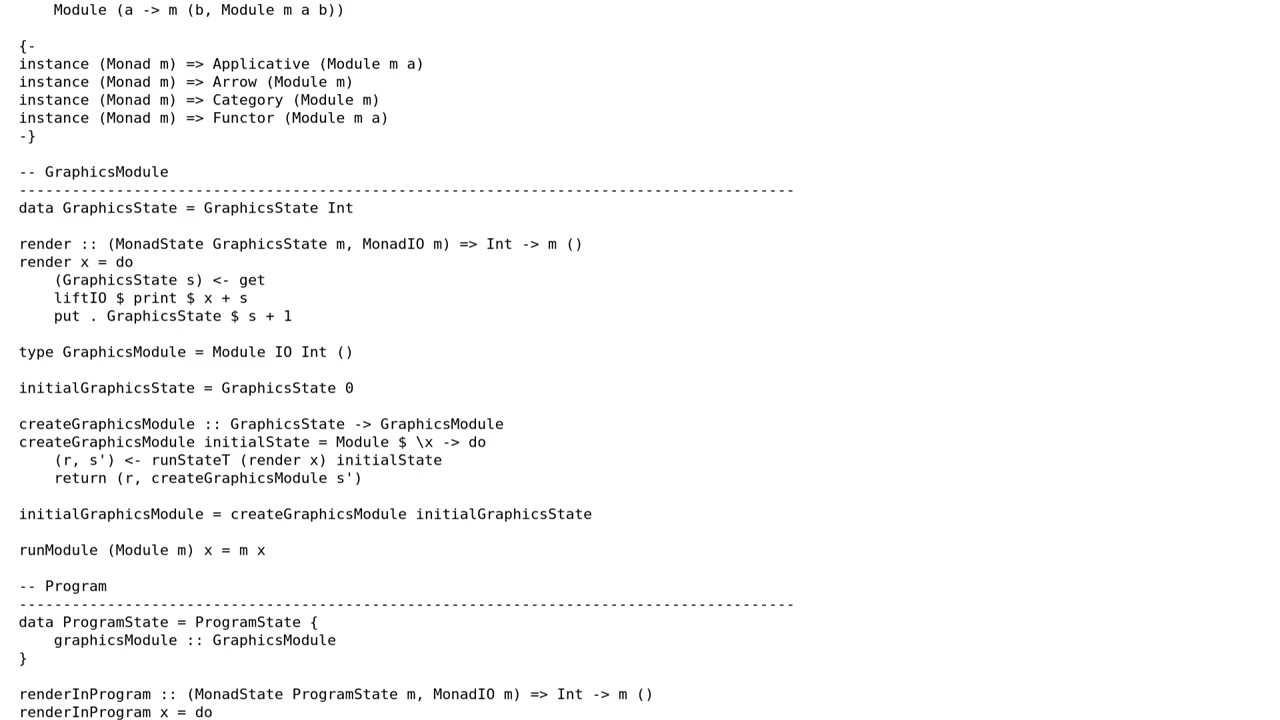 Module (a -> m (b, Module m a b))

{-
instance (Monad m) => Applicative (Module m a)
instance (Monad m) => Arrow (Module m)
instance (Monad m) => Category (Module m)
instance (Monad m) => Functor (Module m a)
-}

-- GraphicsModule
----------------------------------------------------------------------------------------
data GraphicsState = GraphicsState Int

render :: (MonadState GraphicsState m, MonadIO m) => Int -> m ()
render x = do
    (GraphicsState s) <- get
    liftIO $ print $ x + s
    put . GraphicsState $ s + 1

type GraphicsModule = Module IO Int ()

initialGraphicsState = GraphicsState 0

createGraphicsModule :: GraphicsState -> GraphicsModule
createGraphicsModule initialState = Module $ \x -> do
    (r, s') <- runStateT (render x) initialState
    return (r, createGraphicsModule s')

initialGraphicsModule = createGraphicsModule initialGraphicsState

runModule (Module m) x = m x

-- Program
----------------------------------------------------------------------------------------
data ProgramState = ProgramState {
    graphicsModule :: GraphicsModule
}

renderInProgram :: (MonadState ProgramState m, MonadIO m) => Int -> m ()
renderInProgram x = do